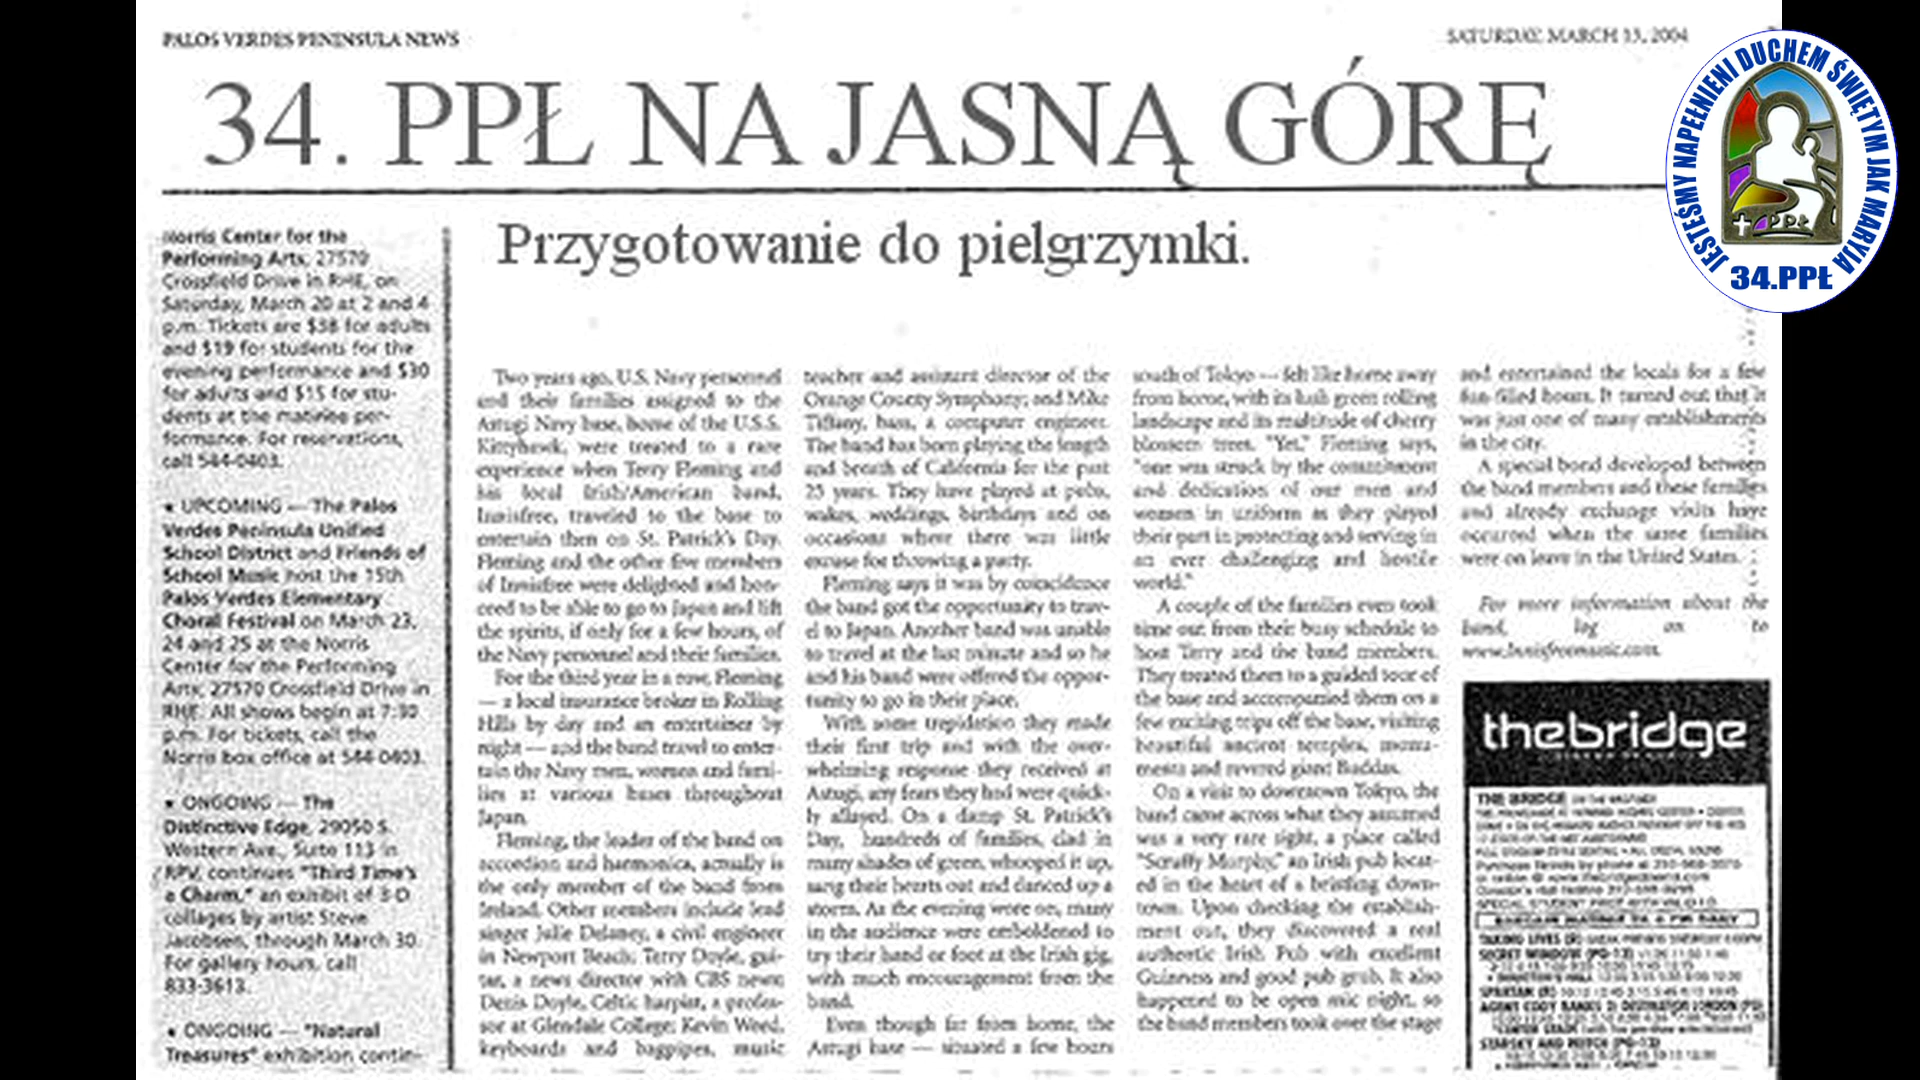 PALOS VERDES PENINSULA NEWS
SATURDAY, MARCH 13, 2004
34. PPŁ NA JASNĄ GÓRĘ
JESTEŚMY NAPEŁNIENI DUCHEM ŚWIĘTYM JAK MARYJA
PPŁ
34.PPŁ
Przygotowanie do pielgrzymki.
Norris Center for the
Performing Arts, 27570
Crossfield Drive in RHE, on
Saturday, March 20 at 2 and 4
p.m. Tickets are $38 for adults
and $19 for students for the
evening performance and $30
for adults and $15 for stu-
dents at the matinee per-
formance. For reservations,
call 544-0403.
• UPCOMING — The Palos
Verdes Peninsula Unified
School District and Friends of
School Music host the 15th
Palos Verdes Elementary
Choral Festival on March 23,
24 and 25 at the Norris
Center for the Performing
Arts, 27570 Crossfield Drive in
RHE. All shows begin at 7:30
p.m. For tickets, call the
Norris box office at 544-0403.
• ONGOING — The
Distinctive Edge, 29050 S.
Western Ave., Suite 113 in
RPV, continues "Third Time's
a Charm," an exhibit of 3-D
collages by artist Steve
Jacobsen, through March 30.
For gallery hours, call
833-3613.
• ONGOING — "Natural
Treasures" exhibition contin-
Two years ago, U.S. Navy personnel
and their families assigned to the
Astugi Navy base, home of the U.S.S.
Kittyhawk, were treated to a rare
experience when Terry Fleming and
his local Irish/American band,
Innisfree, traveled to the base to
entertain then on St. Patrick's Day.
Fleming and the other five members
of Innisfree were delighted and hon-
ored to be able to go to Japan and lift
the spirits, if only for a few hours, of
the Navy personnel and their families.
For the third year in a row, Fleming
— a local insurance broker in Rolling
Hills by day and an entertainer by
night — and the band travel to enter-
tain the Navy men, women and fami-
lies at various bases throughout
Japan.
Fleming, the leader of the band on
accordion and harmonica, actually is
the only member of the band from
Ireland. Other members include lead
singer Julie Delaney, a civil engineer
in Newport Beach; Terry Doyle, gui-
tar, a news director with CBS news;
Denis Doyle, Celtic harpist, a profes-
sor at Glendale College; Kevin Weed,
keyboards and bagpipes, music
teacher and assistant director of the
Orange County Symphony; and Mike
Tiffany, bass, a computer engineer.
The band has been playing the length
and breath of California for the past
25 years. They have played at pubs,
wakes, weddings, birthdays and on
occasions where there was little
excuse for throwing a party.
Fleming says it was by coincidence
the band got the opportunity to trav-
el to Japan. Another band was unable
to travel at the last minute and so he
and his band were offered the oppor-
tunity to go in their place.
With some trepidation they made
their first trip and with the over-
whelming response they received at
Astugi, any fears they had were quick-
ly allayed. On a damp St. Patrick's
Day, hundreds of families, clad in
many shades of green, whooped it up,
sang their hearts out and danced up a
storm. As the evening wore on, many
in the audience were emboldened to
try their hand or foot at the Irish gig,
with much encouragement from the
band.
Even though far from home, the
Astugi base — situated a few hours
south of Tokyo — felt like home away
from home, with its lush green rolling
landscape and its multitude of cherry
blossom trees. "Yet," Fleming says,
"one was struck by the commitment
and dedication of our men and
women in uniform as they played
their part in protecting and serving in
an ever challenging and hostile
world."
A couple of the families even took
time out from their busy schedule to
host Terry and the band members.
They treated them to a guided tour of
the base and accompanied them on a
few exciting trips off the base, visiting
beautiful ancient temples, monu-
ments and revered giant Buddas.
On a visit to downtown Tokyo, the
band came across what they assumed
was a very rare sight, a place called
"Scruffy Murphy," an Irish pub locat-
ed in the heart of a bristling down-
town. Upon checking the establish-
ment out, they discovered a real
authentic Irish Pub with excellent
Guinness and good pub grub. It also
happened to be open mic night, so
the band members took over the stage
and entertained the locals for a few
fun-filled hours. It turned out that it
was just one of many establishments
in the city.
A special bond developed between
the band members and these families
and already exchange visits have
occurred when the same families
were on leave in the United States.
For more information about the
band, log on to
www.Innisfreemusic.com.
thebridge
THE BRIDGE
BARGAIN MATINEE TIL 6 PM DAILY
TAKING LIVES (R)
SECRET WINDOW (PG-13)
SPARTAN (R)
AGENT CODY BANKS 2: DESTINATION LONDON (PG)
STARSKY AND HUTCH (PG-13)